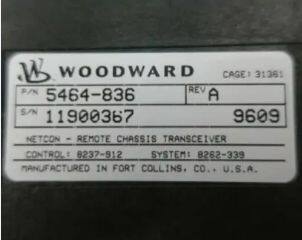 W WOODWARD CAGE: 31361
P/N 5464-836 REV A
S/N 11900367 9609
NETCON - REMOTE CHASSIS TRANSCEIVER
CONTROL: 8237-912 SYSTEM: 8262-339
MANUFACTURED IN FORT COLLINS, CO., U.S.A.